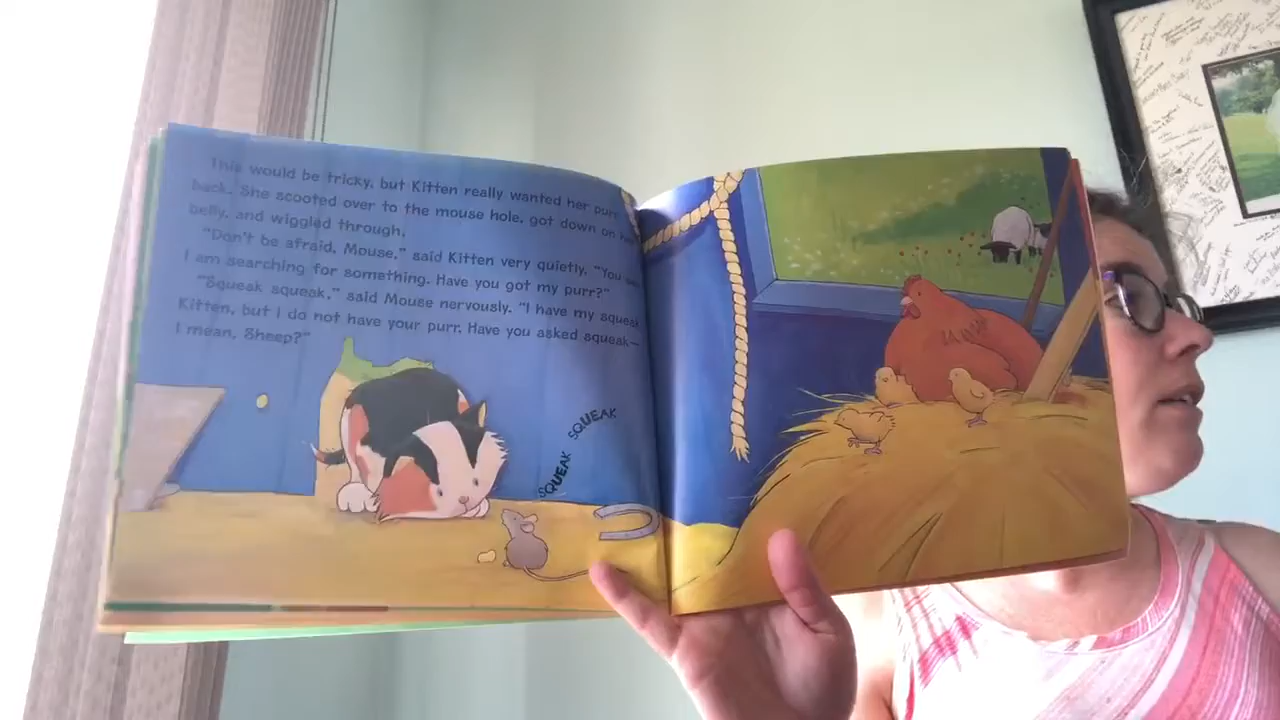 This would be tricky, but Kitten really wanted her purr
back. She scooted over to the mouse hole, got down on her
belly, and wiggled through.
"Don't be afraid, Mouse," said Kitten very quietly. "You
I am searching for something. Have you got my purr?"
"Squeak squeak," said Mouse nervously. "I have my squeak
Kitten, but I do not have your purr. Have you asked squeak—
I mean, Sheep?"
SQUEAK SQUEAK